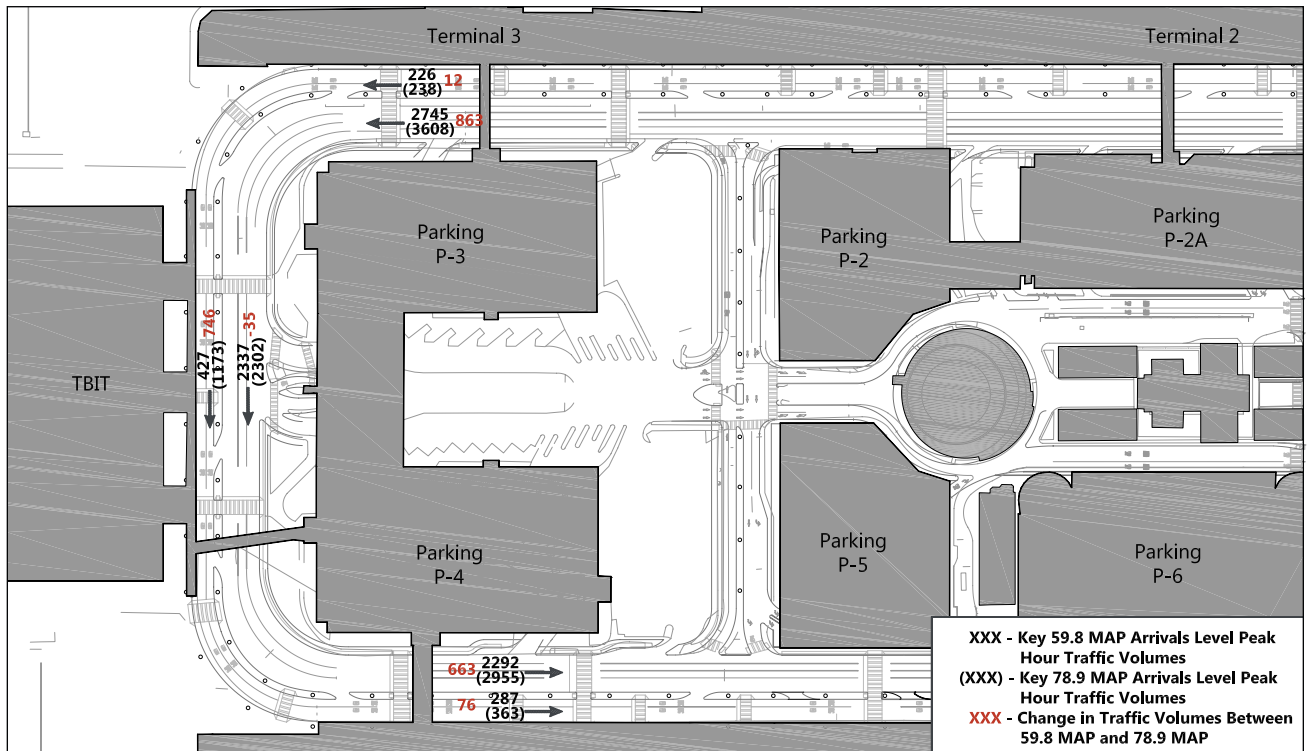 Terminal 3
Terminal 2
226
(238)
12
2745
(3608)
863
Parking
P-3
Parking
P-2
Parking
P-2A
TBIT
427
(1173)
746
2337
(2302)
-35
Parking
P-4
Parking
P-5
Parking
P-6
663
2292
(2955)
76
287
(363)
XXX - Key 59.8 MAP Arrivals Level Peak
Hour Traffic Volumes
(XXX) - Key 78.9 MAP Arrivals Level Peak
Hour Traffic Volumes
XXX - Change in Traffic Volumes Between
59.8 MAP and 78.9 MAP